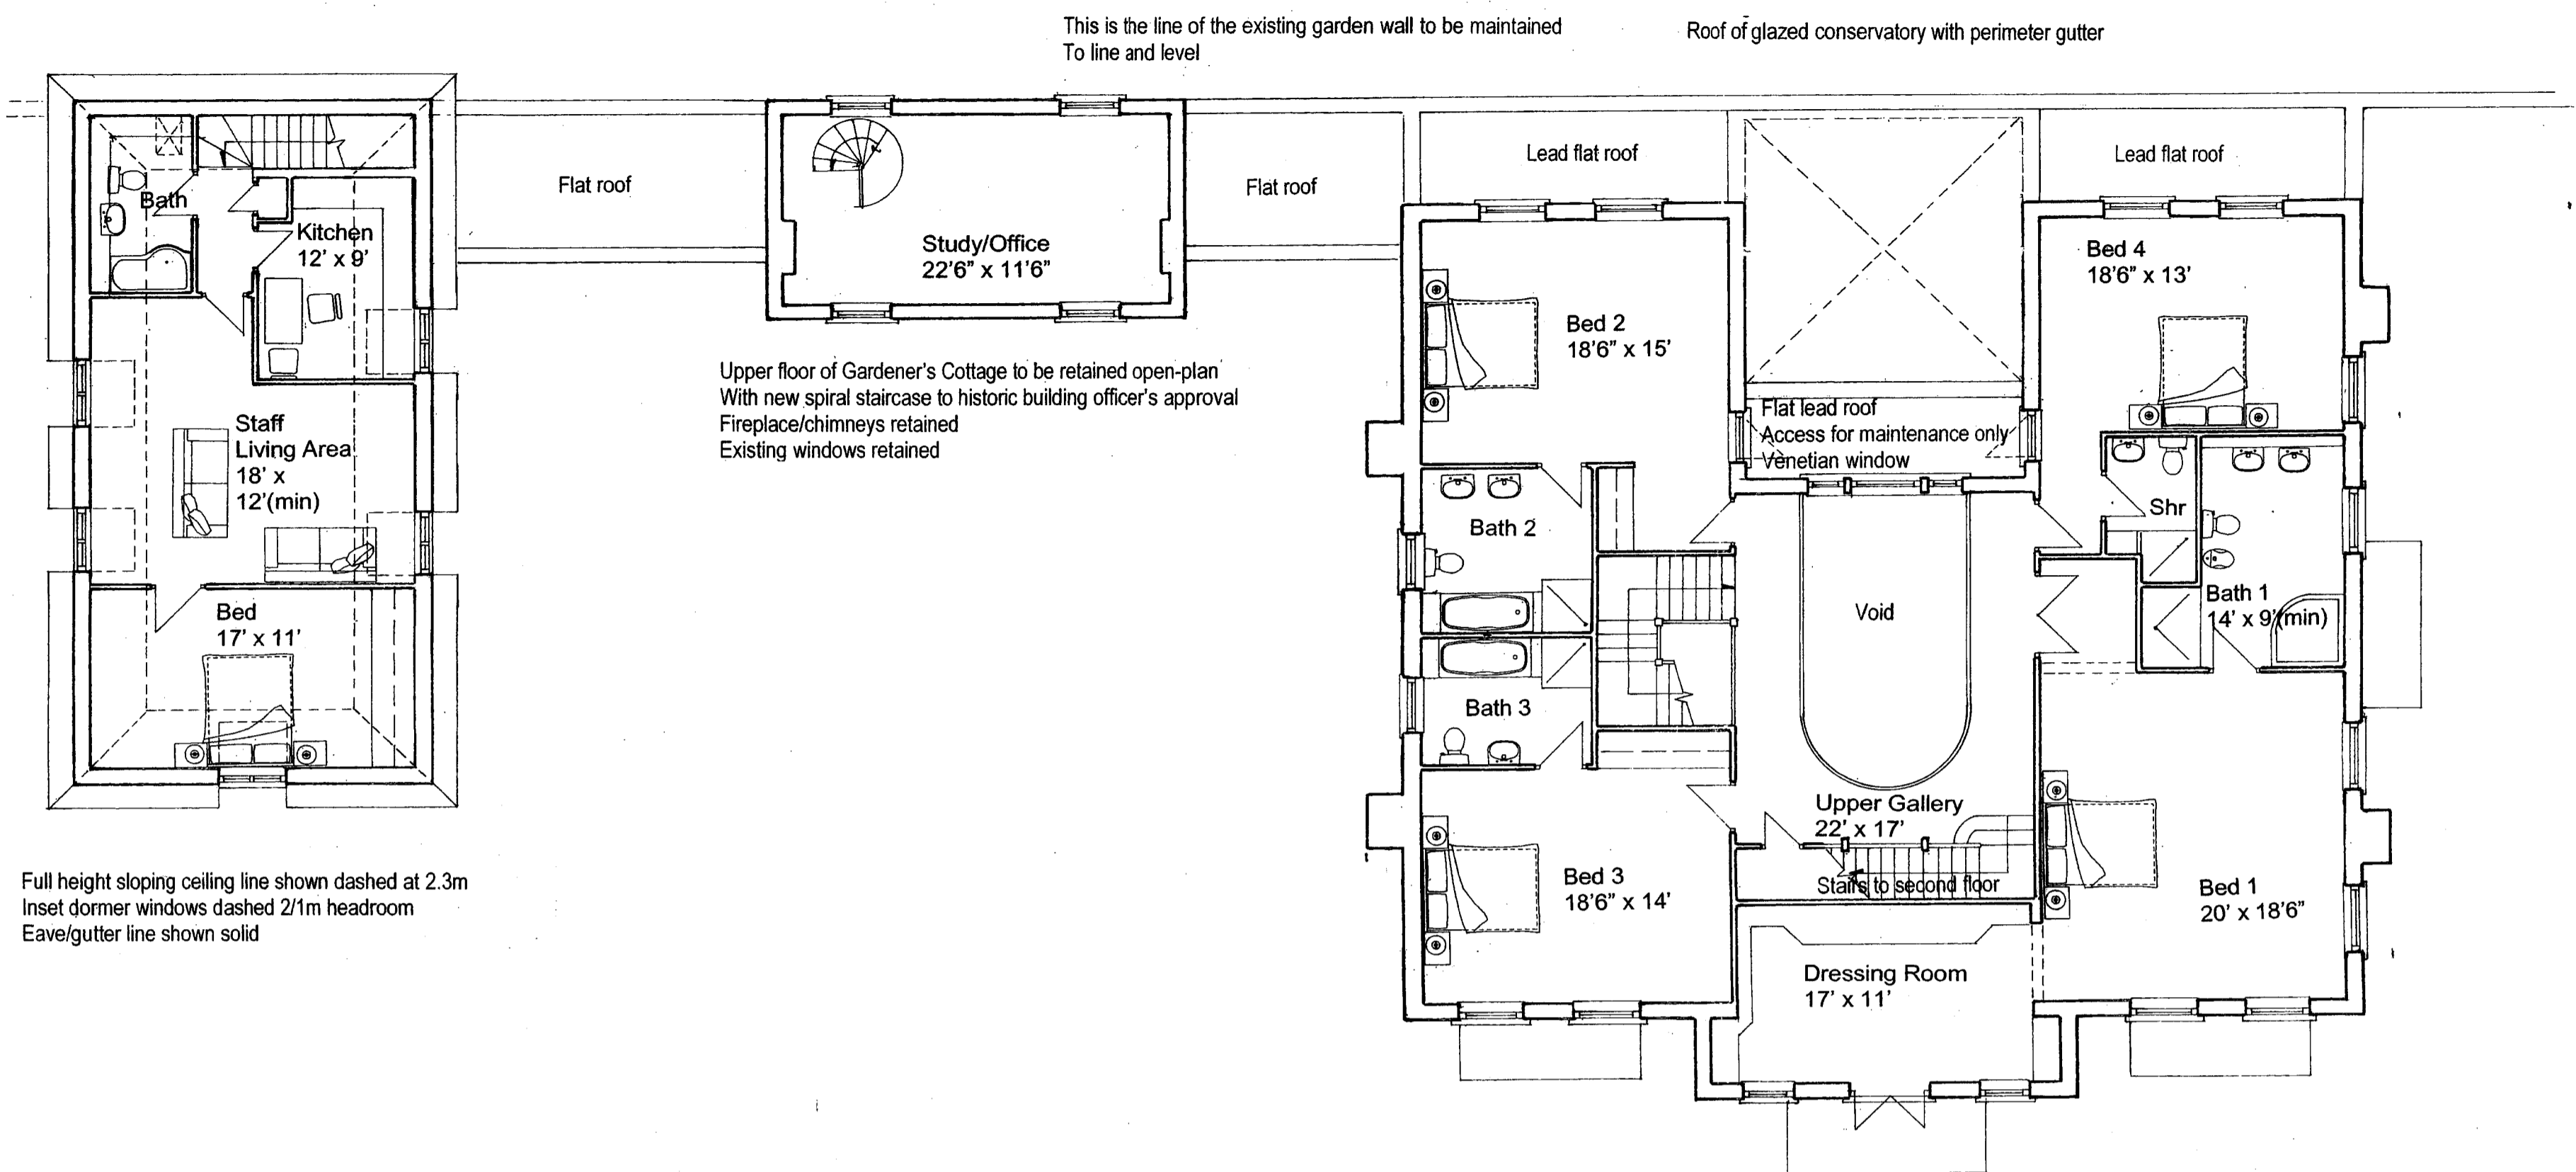 This is the line of the existing garden wall to be maintained
To line and level
Roof of glazed conservatory with perimeter gutter
Bath
Kitchen
12' x 9'
Staff
Living Area
18' x
12'(min)
Bed
17' x 11'
Full height sloping ceiling line shown dashed at 2.3m
Inset dormer windows dashed 2/1m headroom
Eave/gutter line shown solid
Flat roof
Study/Office
22'6" x 11'6"
Flat roof
Upper floor of Gardener's Cottage to be retained open-plan
With new spiral staircase to historic building officer's approval
Fireplace/chimneys retained
Existing windows retained
Lead flat roof
Lead flat roof
Bed 2
18'6" x 15'
Bed 4
18'6" x 13'
Flat lead roof
Access for maintenance only
Venetian window
Bath 2
Shr
Bath 1
14' x 9'(min)
Void
Bath 3
Upper Gallery
22' x 17'
Stairs to second floor
Bed 3
18'6" x 14'
Bed 1
20' x 18'6"
Dressing Room
17' x 11'